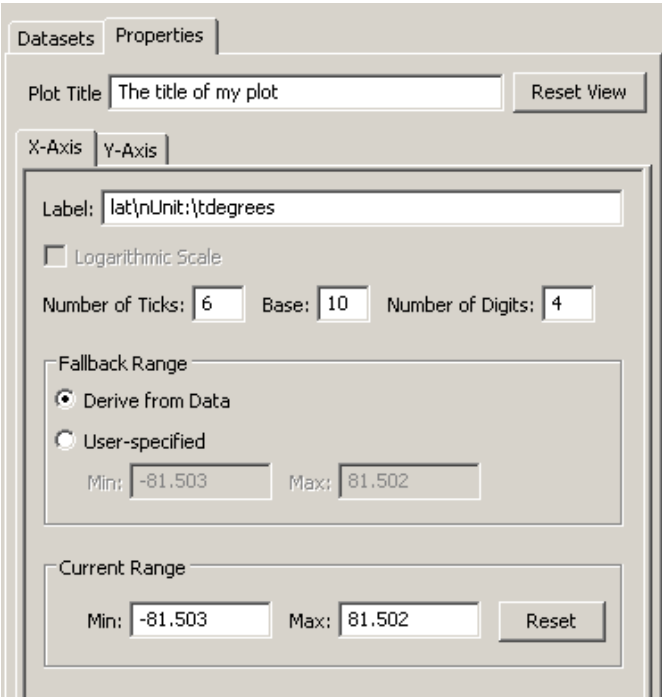 Datasets Properties
Plot Title The title of my plot Reset View
X-Axis Y-Axis
Label: lat\nUnit:\tdegrees
Logarithmic Scale
Number of Ticks: 6 Base: 10 Number of Digits: 4
Fallback Range
Derive from Data
User-specified
Min: -81.503 Max: 81.502
Current Range
Min: -81.503 Max: 81.502 Reset